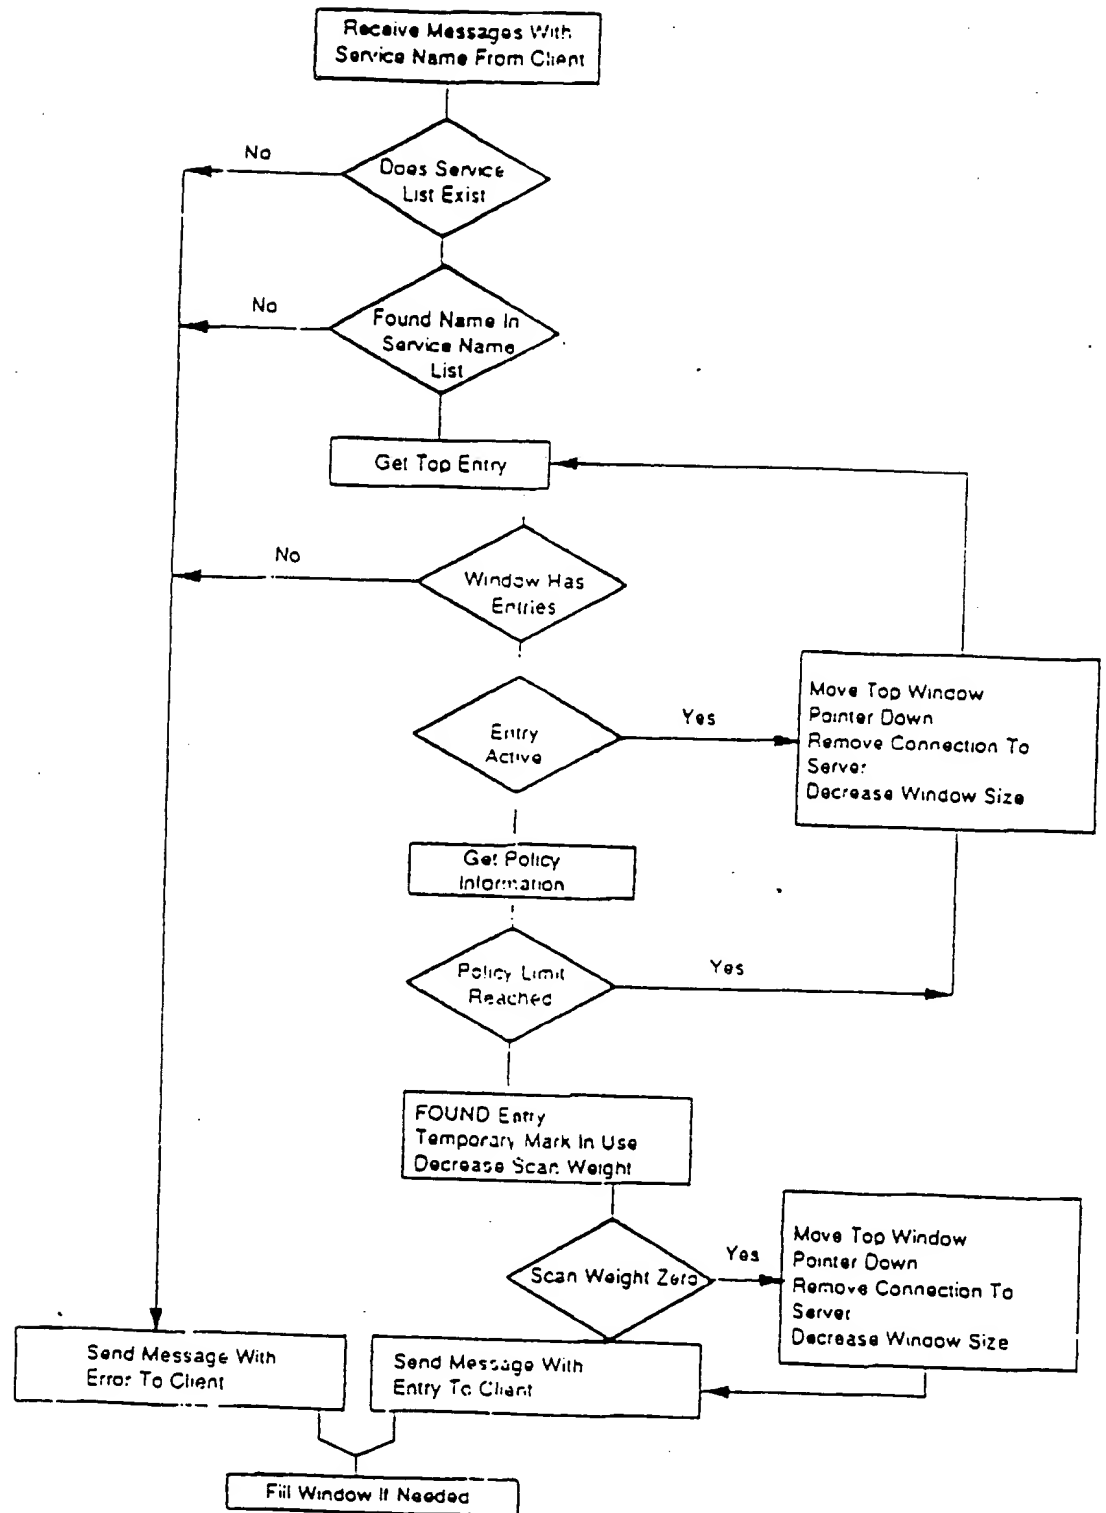 Receive Messages With
Service Name From Client
No
Does Service
List Exist
No
Found Name In
Service Name
List
Get Top Entry
No
Window Has
Entries
Move Top Window
Pointer Down
Remove Connection To
Server
Decrease Window Size
Yes
Entry
Active
Get Policy
Information
Policy Limit
Reached
Yes
FOUND Entry
Temporary Mark In Use
Decrease Scan Weight
Scan Weight Zero
Yes
Move Top Window
Pointer Down
Remove Connection To
Server
Decrease Window Size
Send Message With
Error To Client
Send Message With
Entry To Client
Fill Window If Needed